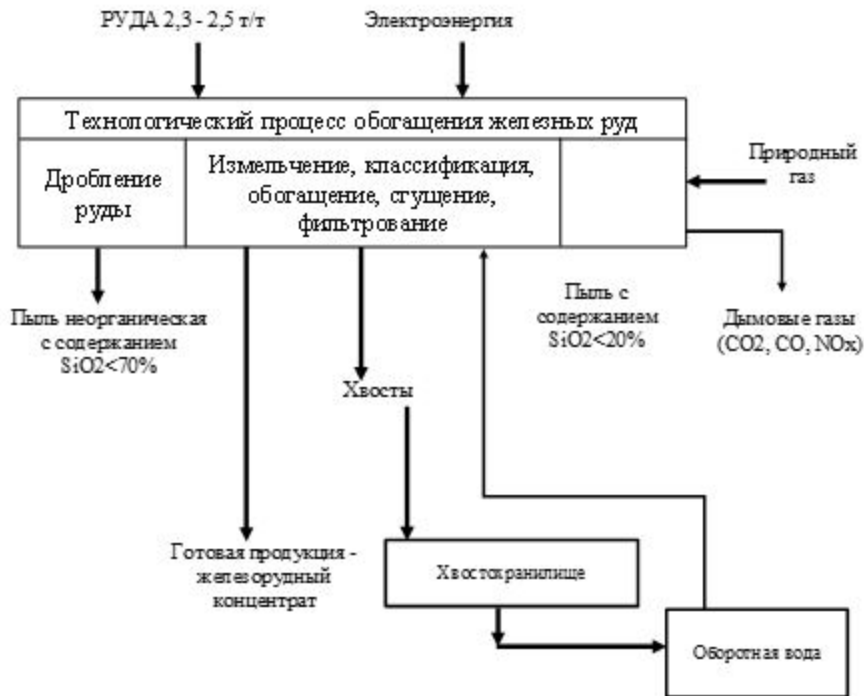 РУДА 2,3 - 2,5 т/т
Электроэнергия
Технологический процесс обогащения железных руд
Дробление
руды
Измельчение, классификация,
обогащение, сгущение,
фильтрование
Природный
газ
Пыль неорганическая
с содержанием
SiO2<70%
Пыль с
содержанием
SiO2<20%
Дымовые газы
(CO2, CO, NOx)
Хвосты
Готовая продукция -
железорудный
концентрат
Хвостохранилище
Оборотная вода